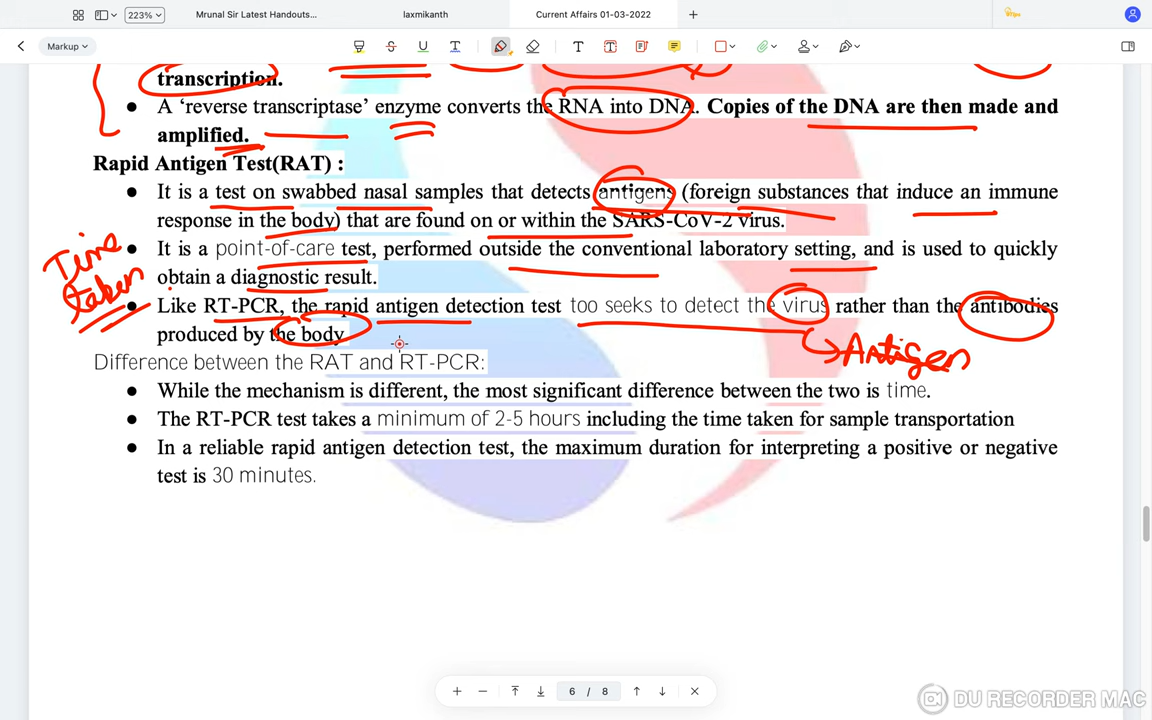 223%
Mrunal Sir Latest Handouts...
laxmikanth
Current Affairs 01-03-2022
Markup
transcription.
● A ‘reverse transcriptase’ enzyme converts the RNA into DNA. Copies of the DNA are then made and
amplified.
Rapid Antigen Test(RAT) :
● It is a test on swabbed nasal samples that detects antigens (foreign substances that induce an immune
response in the body) that are found on or within the SARS-CoV-2 virus.
Time
taken
● It is a point-of-care test, performed outside the conventional laboratory setting, and is used to quickly
obtain a diagnostic result.
● Like RT-PCR, the rapid antigen detection test too seeks to detect the virus rather than the antibodies
produced by the body
Antigen
Difference between the RAT and RT-PCR:
● While the mechanism is different, the most significant difference between the two is time.
● The RT-PCR test takes a minimum of 2-5 hours including the time taken for sample transportation
● In a reliable rapid antigen detection test, the maximum duration for interpreting a positive or negative
test is 30 minutes.
6 / 8
DU RECORDER MAC